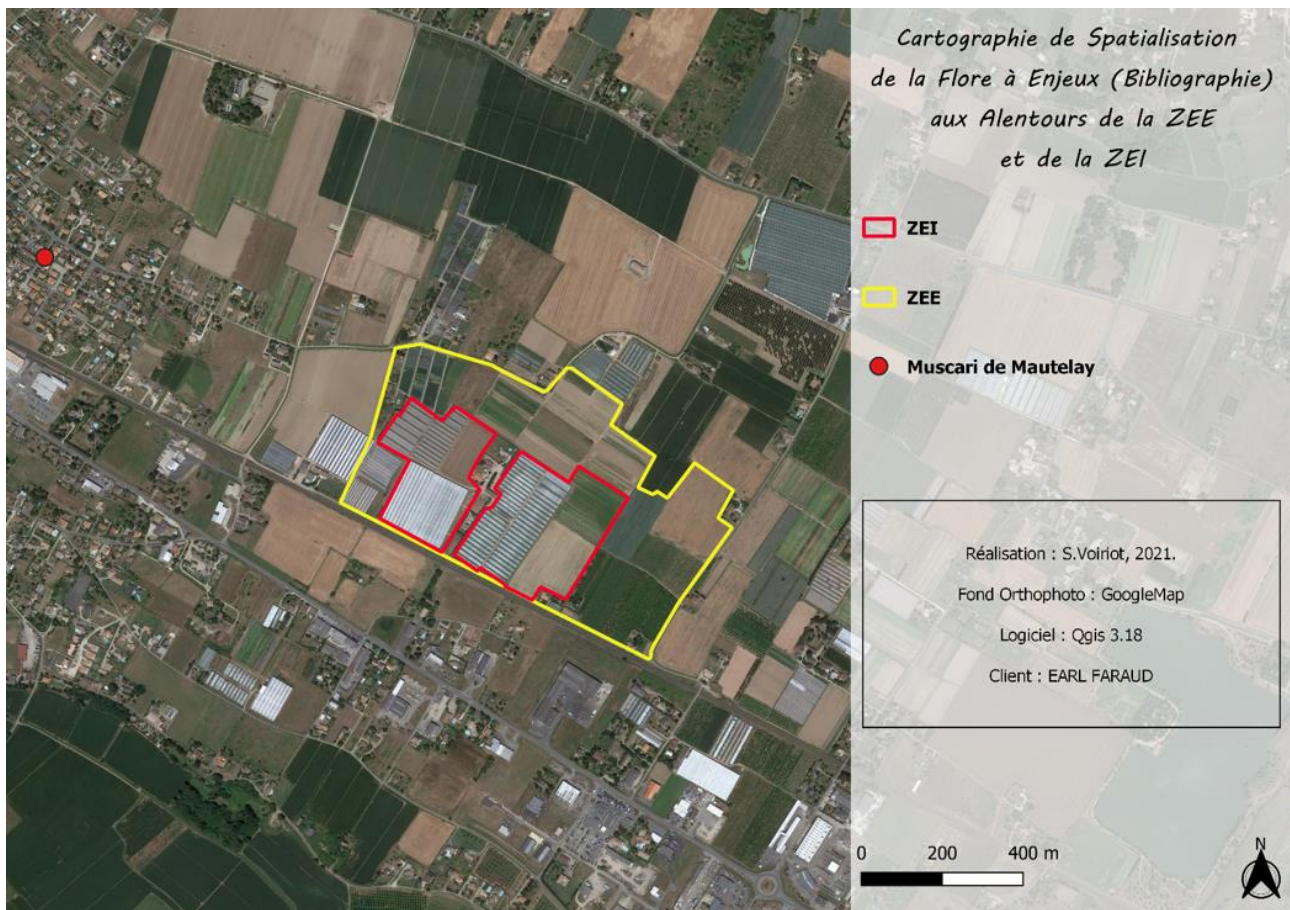 Cartographie de Spatialisation
de la Flore à Enjeux (Bibliographie)
aux Alentours de la ZEE
et de la ZEI
ZEI
ZEE
Muscari de Mautelay
Réalisation : S.Voiriot, 2021.
Fond Orthophoto : GoogleMap
Logiciel : Qgis 3.18
Client : EARL FARAUD
0 200 400 m
N